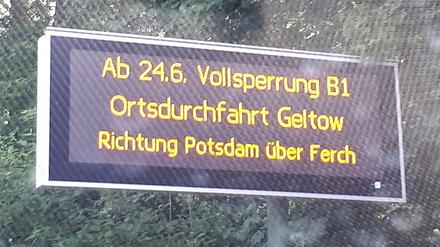 Ab 24.6. Vollsperrung B1
Ortsdurchfahrt Geltow
Richtung Potsdam über Ferch